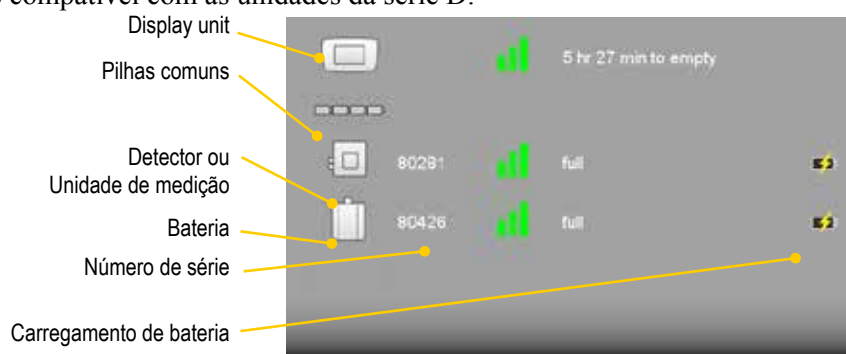 compatível com as unidades da série D.
Display unit
5 hr 27 min to empty
Pilhas comuns
Detector ou
Unidade de medição
80281
full
Bateria
80426
full
Número de série
Carregamento de bateria